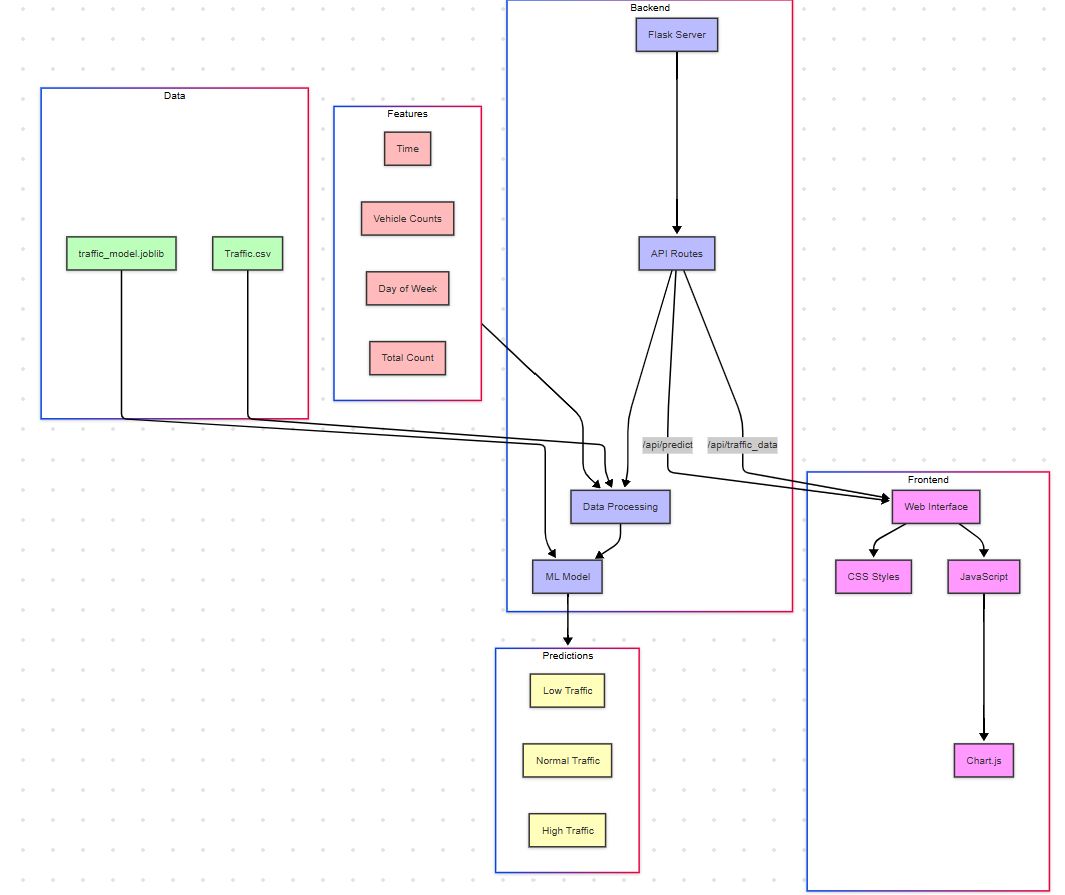 Backend
Flask Server
Data
Features
Time
Vehicle Counts
traffic_model.joblib
Traffic.csv
API Routes
Day of Week
Total Count
/api/predict
/api/traffic_data
Frontend
Data Processing
Web Interface
ML Model
CSS Styles
JavaScript
Predictions
Low Traffic
Normal Traffic
Chart.js
High Traffic